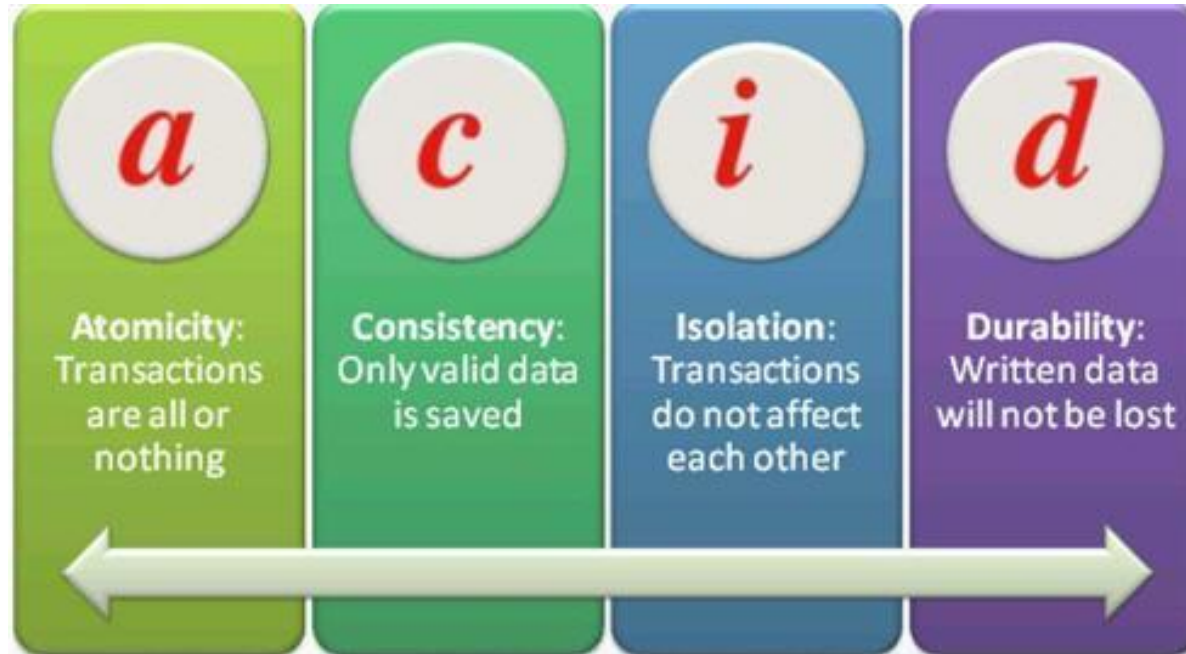 a
Atomicity:
Transactions
are all or
nothing
c
Consistency:
Only valid data
is saved
i
Isolation:
Transactions
do not affect
each other
d
Durability:
Written data
will not be lost